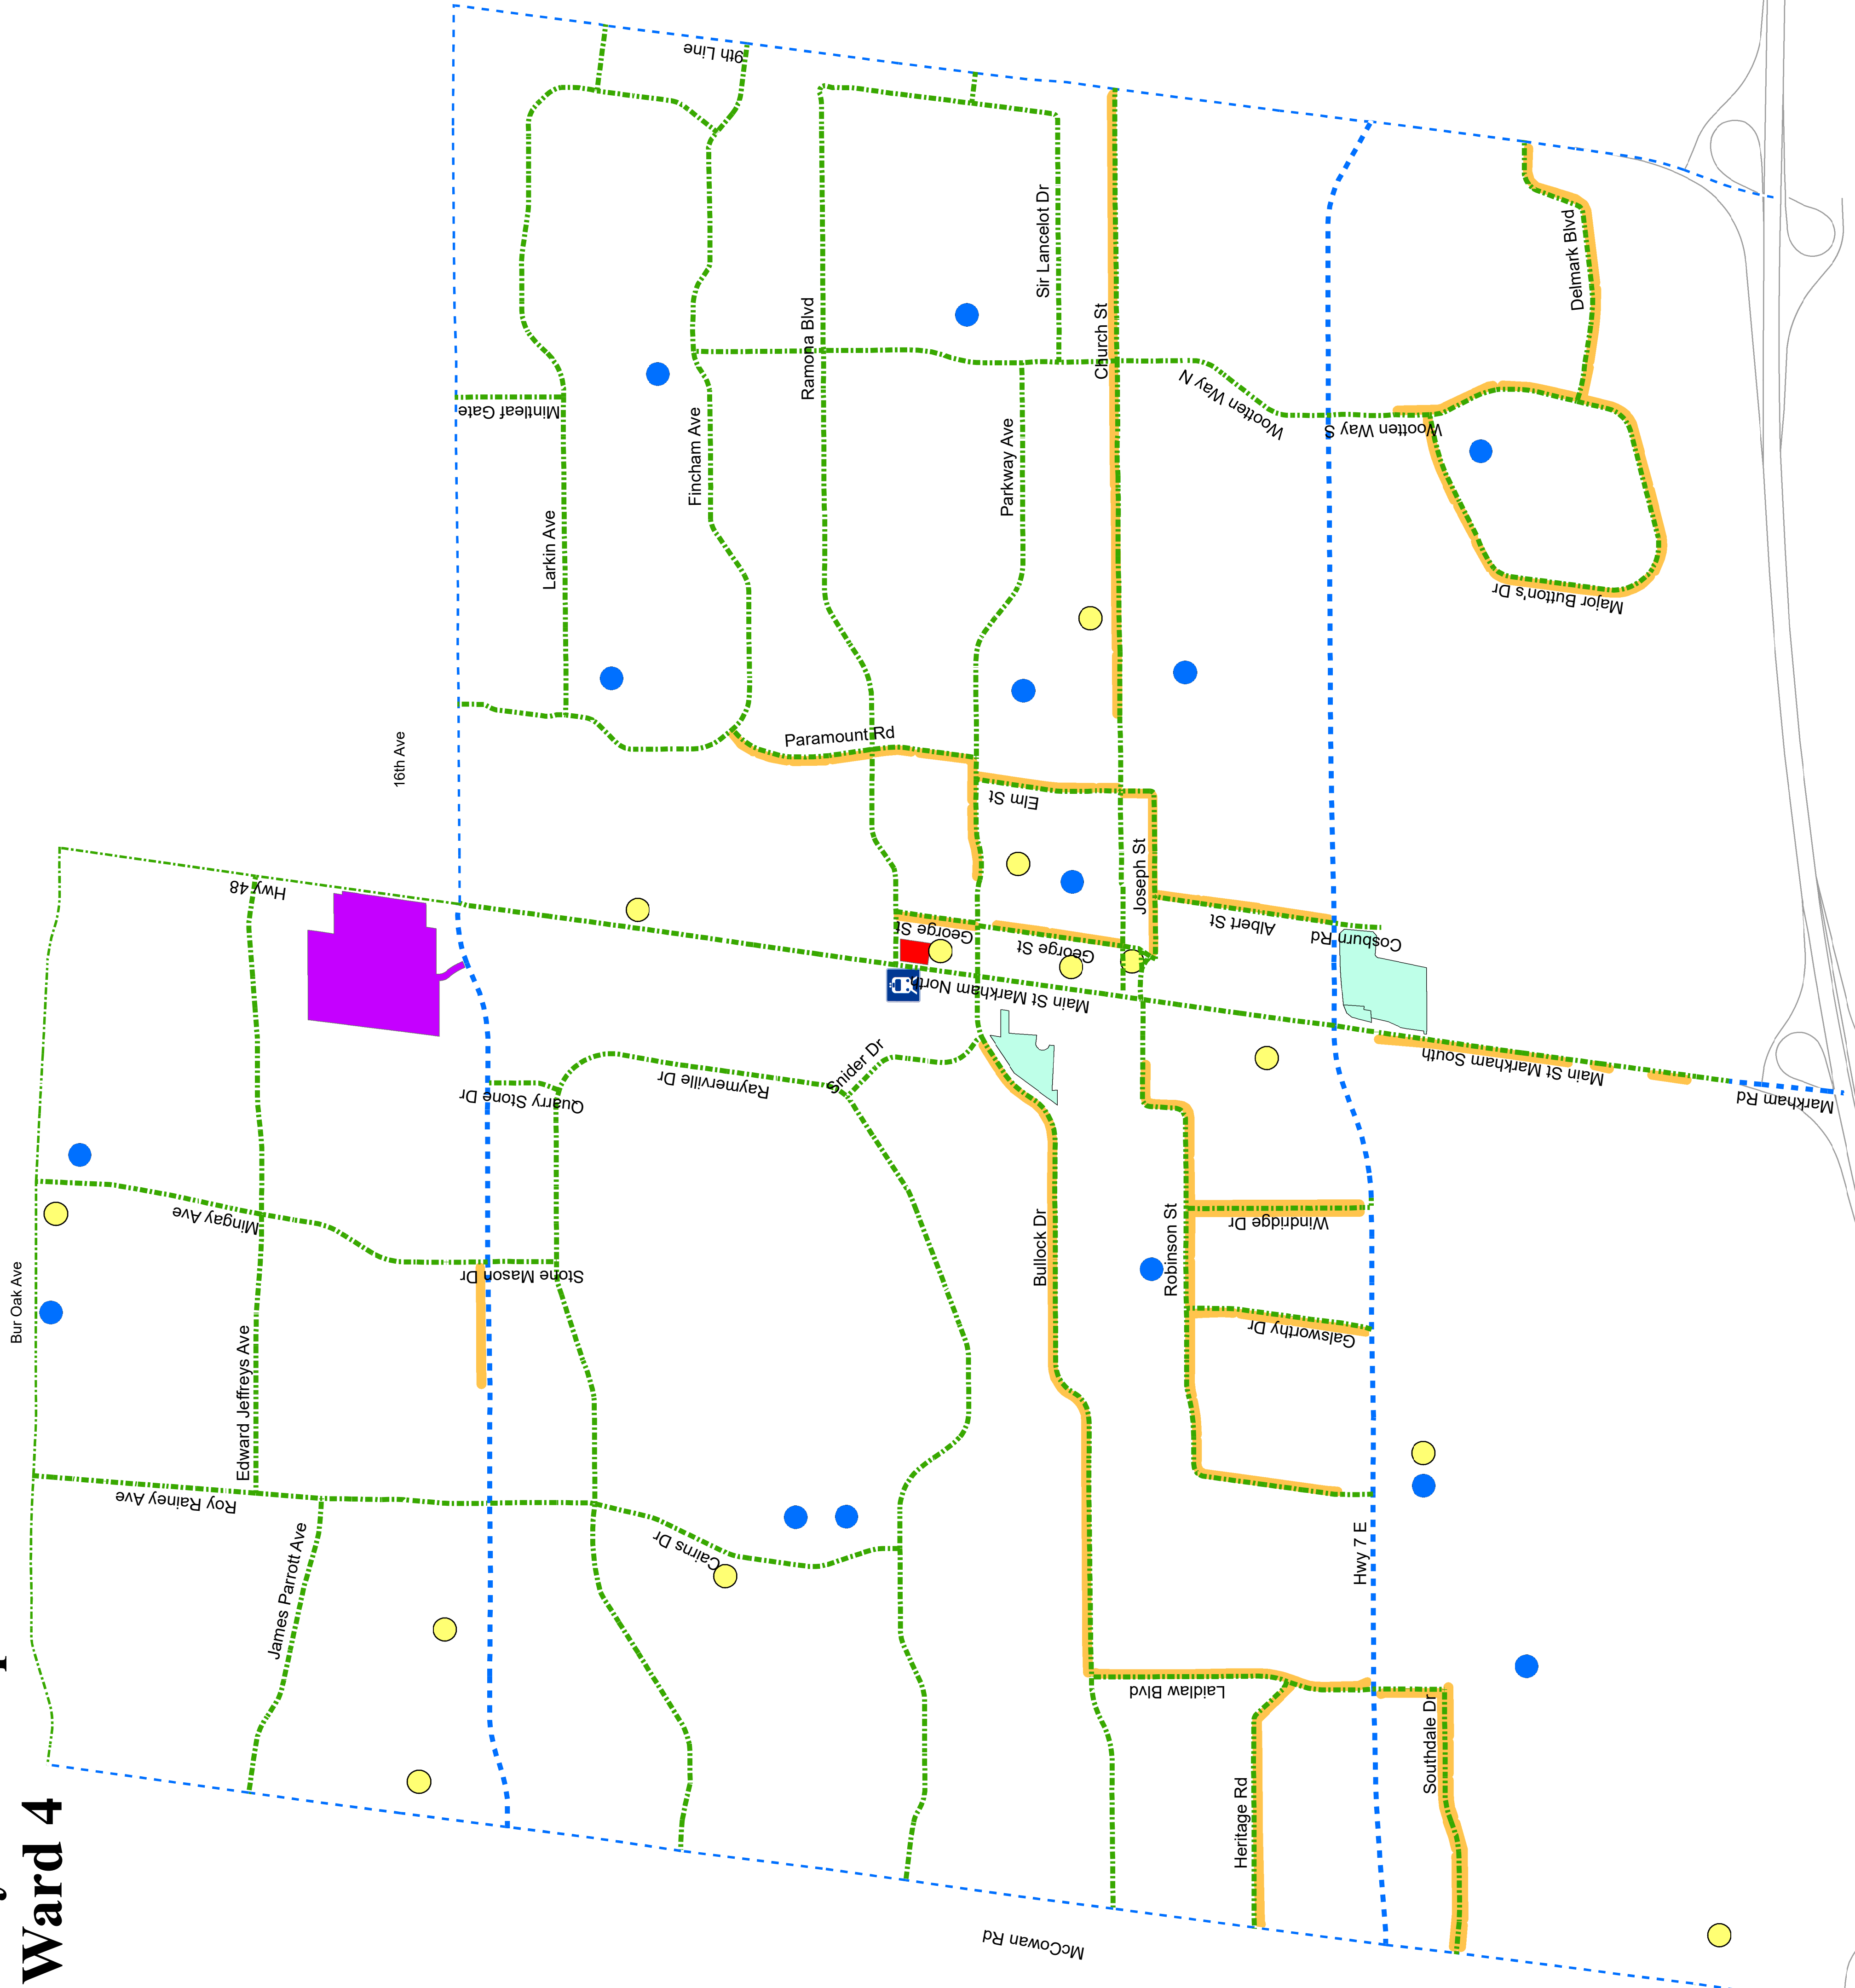 Ward 4
9th Line
Sir Lancelot Dr
Delmark Blvd
Church St
Ramona Blvd
Mintleaf Gate
Fincham Ave
Parkway Ave
Wootten Way N
Wootten Way S
Larkin Ave
Major Button's Dr
16th Ave
Paramount Rd
Elm St
Joseph St
Hwy 48
George St
George St
Albert St
Cosburn Rd
Main St Markham North
Main St Markham South
Markham Rd
Quarry Stone Dr
Raymerville Dr
Snider Dr
Mingay Ave
Stone Mason Dr
Bullock Dr
Robinson St
Windridge Dr
Galsworthy Dr
Bur Oak Ave
Edward Jeffreys Ave
Roy Rainey Ave
James Parrott Ave
Cairns Dr
Hwy 7 E
Laidlaw Blvd
Southdale Dr
Heritage Rd
McCowan Rd